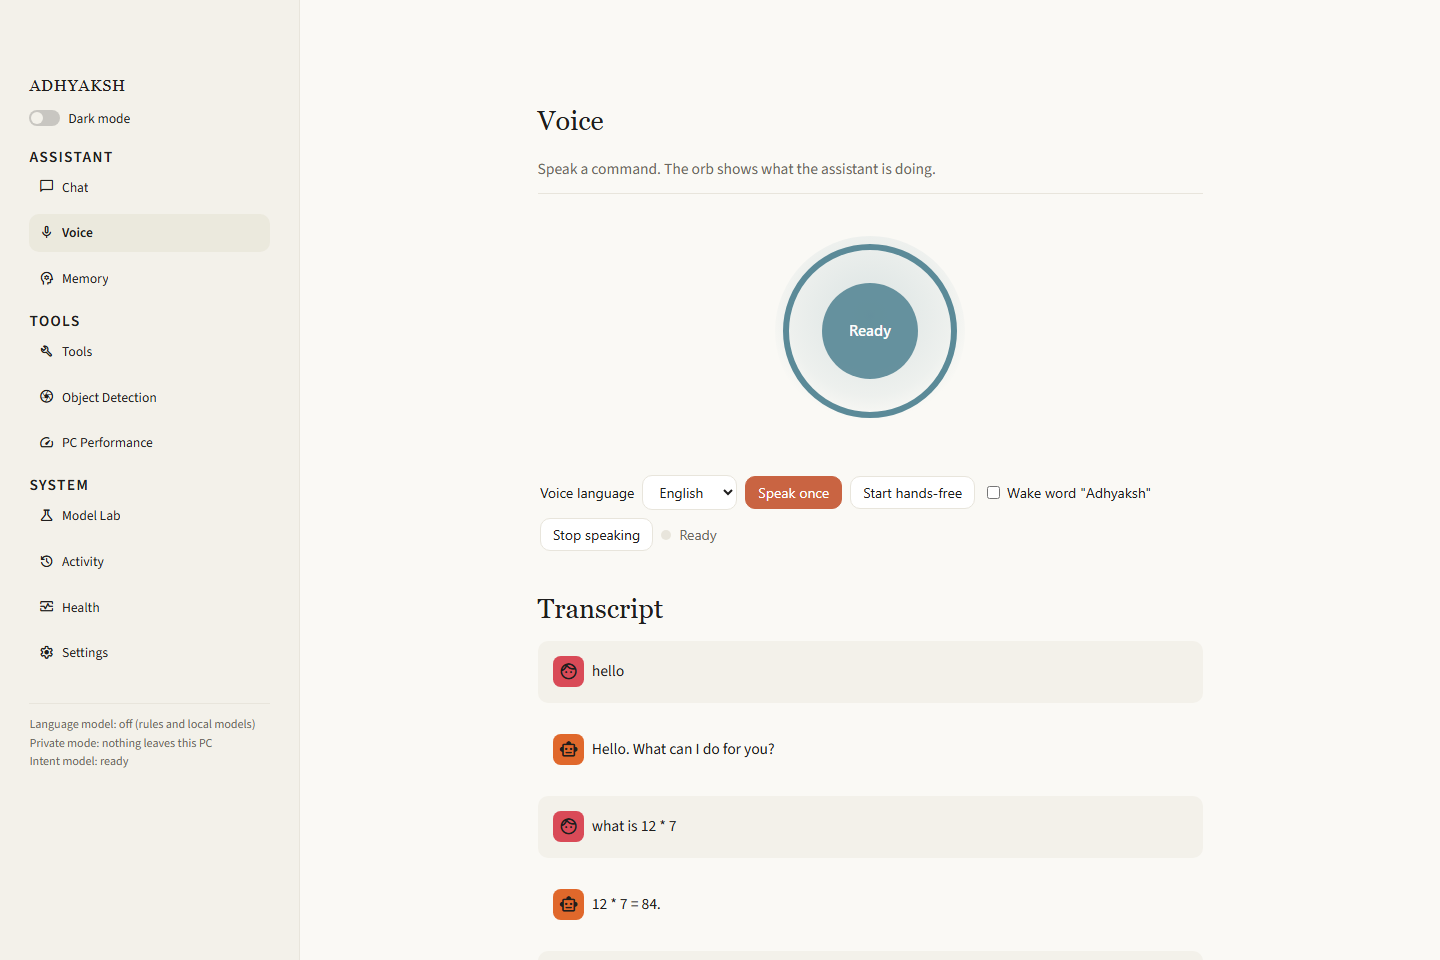 ADHYAKSH
Dark mode
ASSISTANT
Chat
Voice
Memory
TOOLS
Tools
Object Detection
PC Performance
SYSTEM
Model Lab
Activity
Health
Settings
Language model: off (rules and local models)
Private mode: nothing leaves this PC
Intent model: ready
Voice
Speak a command. The orb shows what the assistant is doing.
Ready
Voice language English Speak once Start hands-free Wake word "Adhyaksh"
Stop speaking Ready
Transcript
hello
Hello. What can I do for you?
what is 12 * 7
12 * 7 = 84.